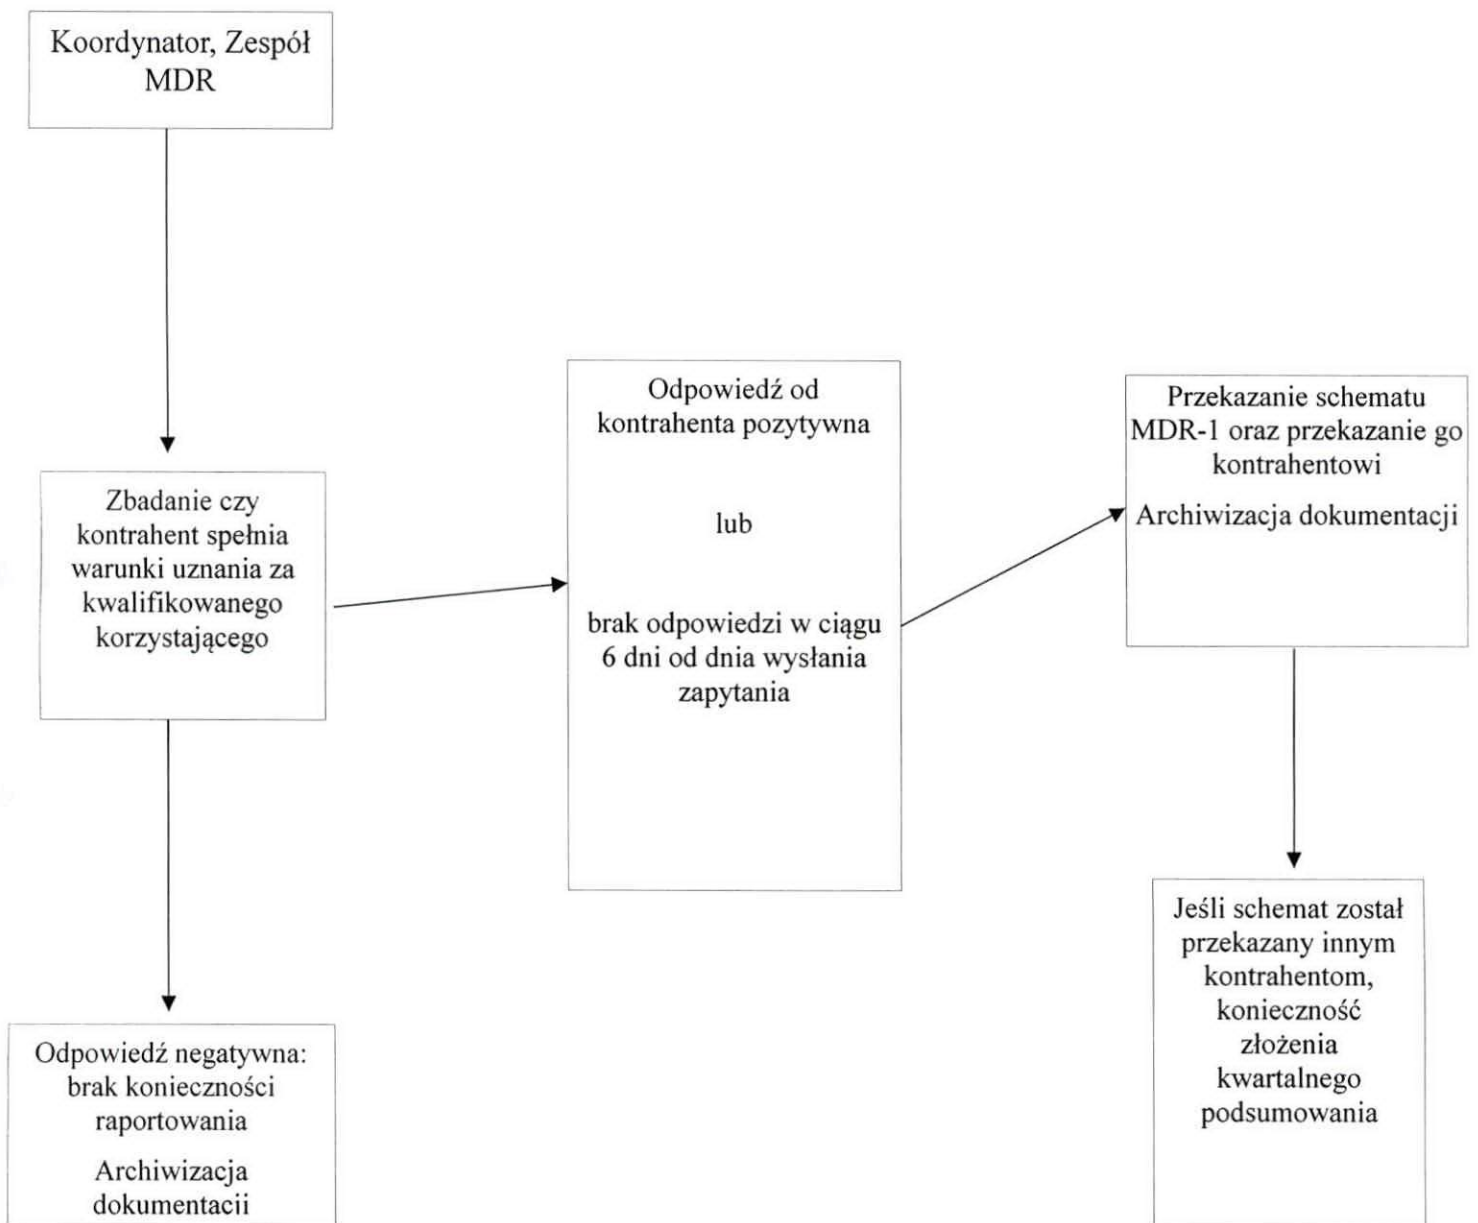 Koordynator, Zespół
MDR
Zbadanie czy
kontrahent spełnia
warunki uznania za
kwalifikowanego
korzystającego
Odpowiedź negatywna:
brak konieczności
raportowania
Archiwizacja
dokumentacji
Odpowiedź od
kontrahenta pozytywna
lub
brak odpowiedzi w ciągu
6 dni od dnia wysłania
zapytania
Przekazanie schematu
MDR-1 oraz przekazanie go
kontrahentowi
Archiwizacja dokumentacji
Jeśli schemat został
przekazany innym
kontrahentom,
konieczność
złożenia
kwartalnego
podsumowania